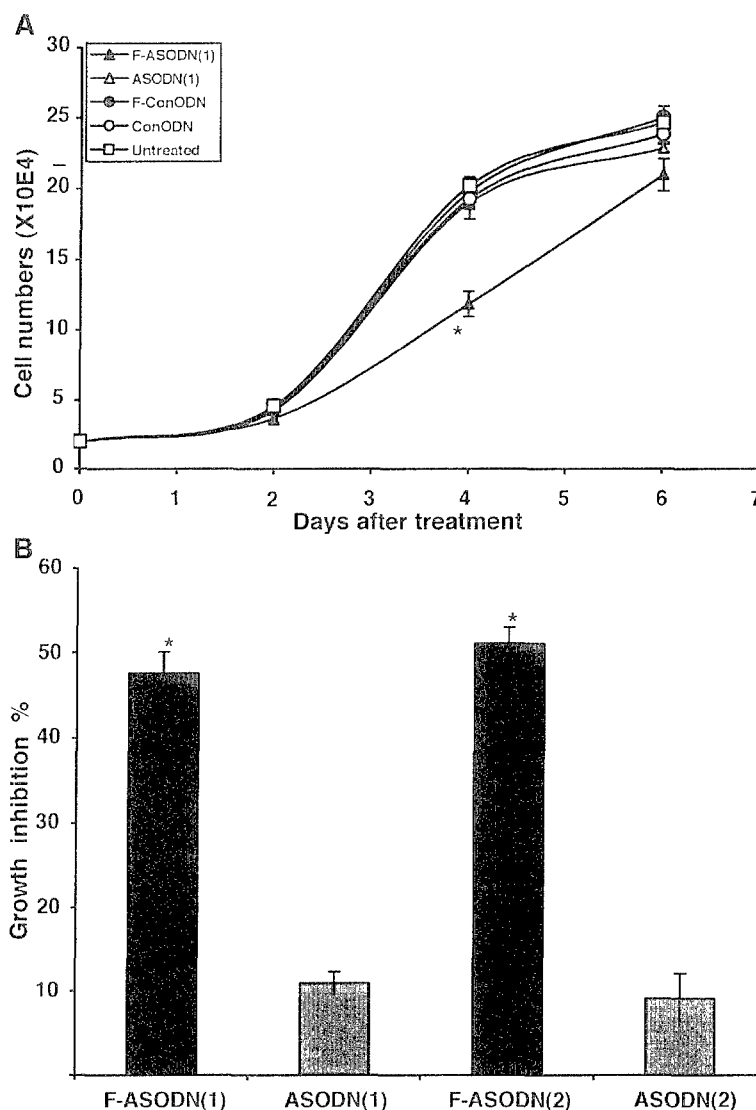 A
30
25
20
15
10
5
0
Cell numbers (X10E4)
F-ASODN(1)
ASODN(1)
F-ConODN
ConODN
Untreated
*
0 1 2 3 4 5 6 7
Days after treatment
B
60
50
40
30
20
10
Growth inhibition %
*
*
F-ASODN(1) ASODN(1) F-ASODN(2) ASODN(2)